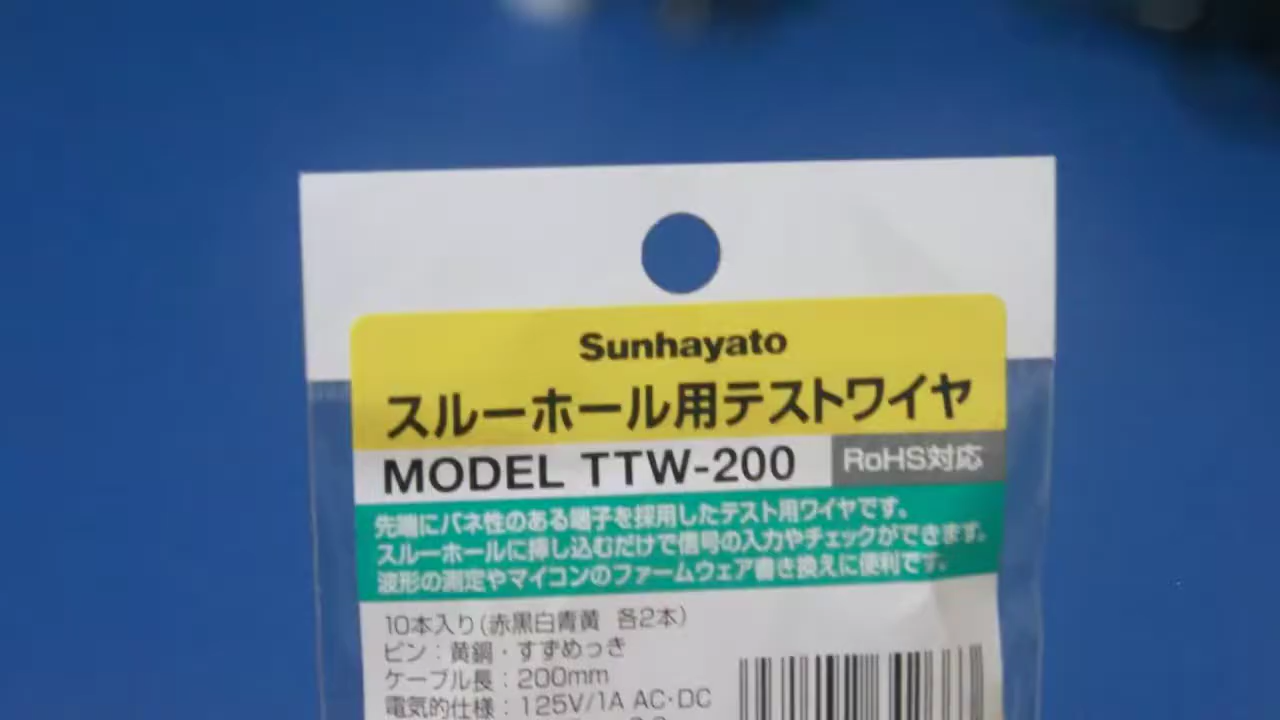 Sunhayato
スルーホール用テストワイヤ
MODEL TTW-200
RoHS対応
先端にバネ性のある端子を採用したテスト用ワイヤです。
スルーホールに挿し込むだけで信号の入力やチェックができます。
波形の測定やマイコンのファームウェア書き換えに便利です。
10本入り(赤黒白青黄 各2本)
ピン：黄銅・すずめっき
ケーブル長：200mm
電気的仕様：125V/1A AC・DC